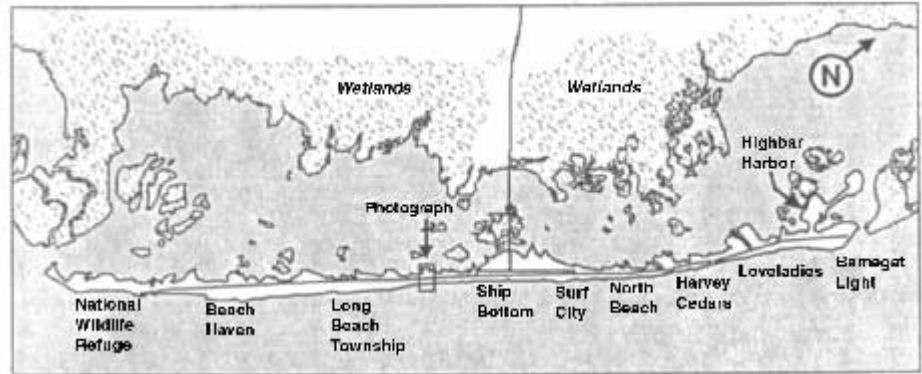 Wetlands
Wetlands
N
Highbar
Harbor
Photograph
National
Wildlife
Refuge
Beach
Haven
Long
Beach
Township
Ship
Bottom
Surf
City
North
Beach
Harvey
Cedars
Loveladies
Barnegat
Light